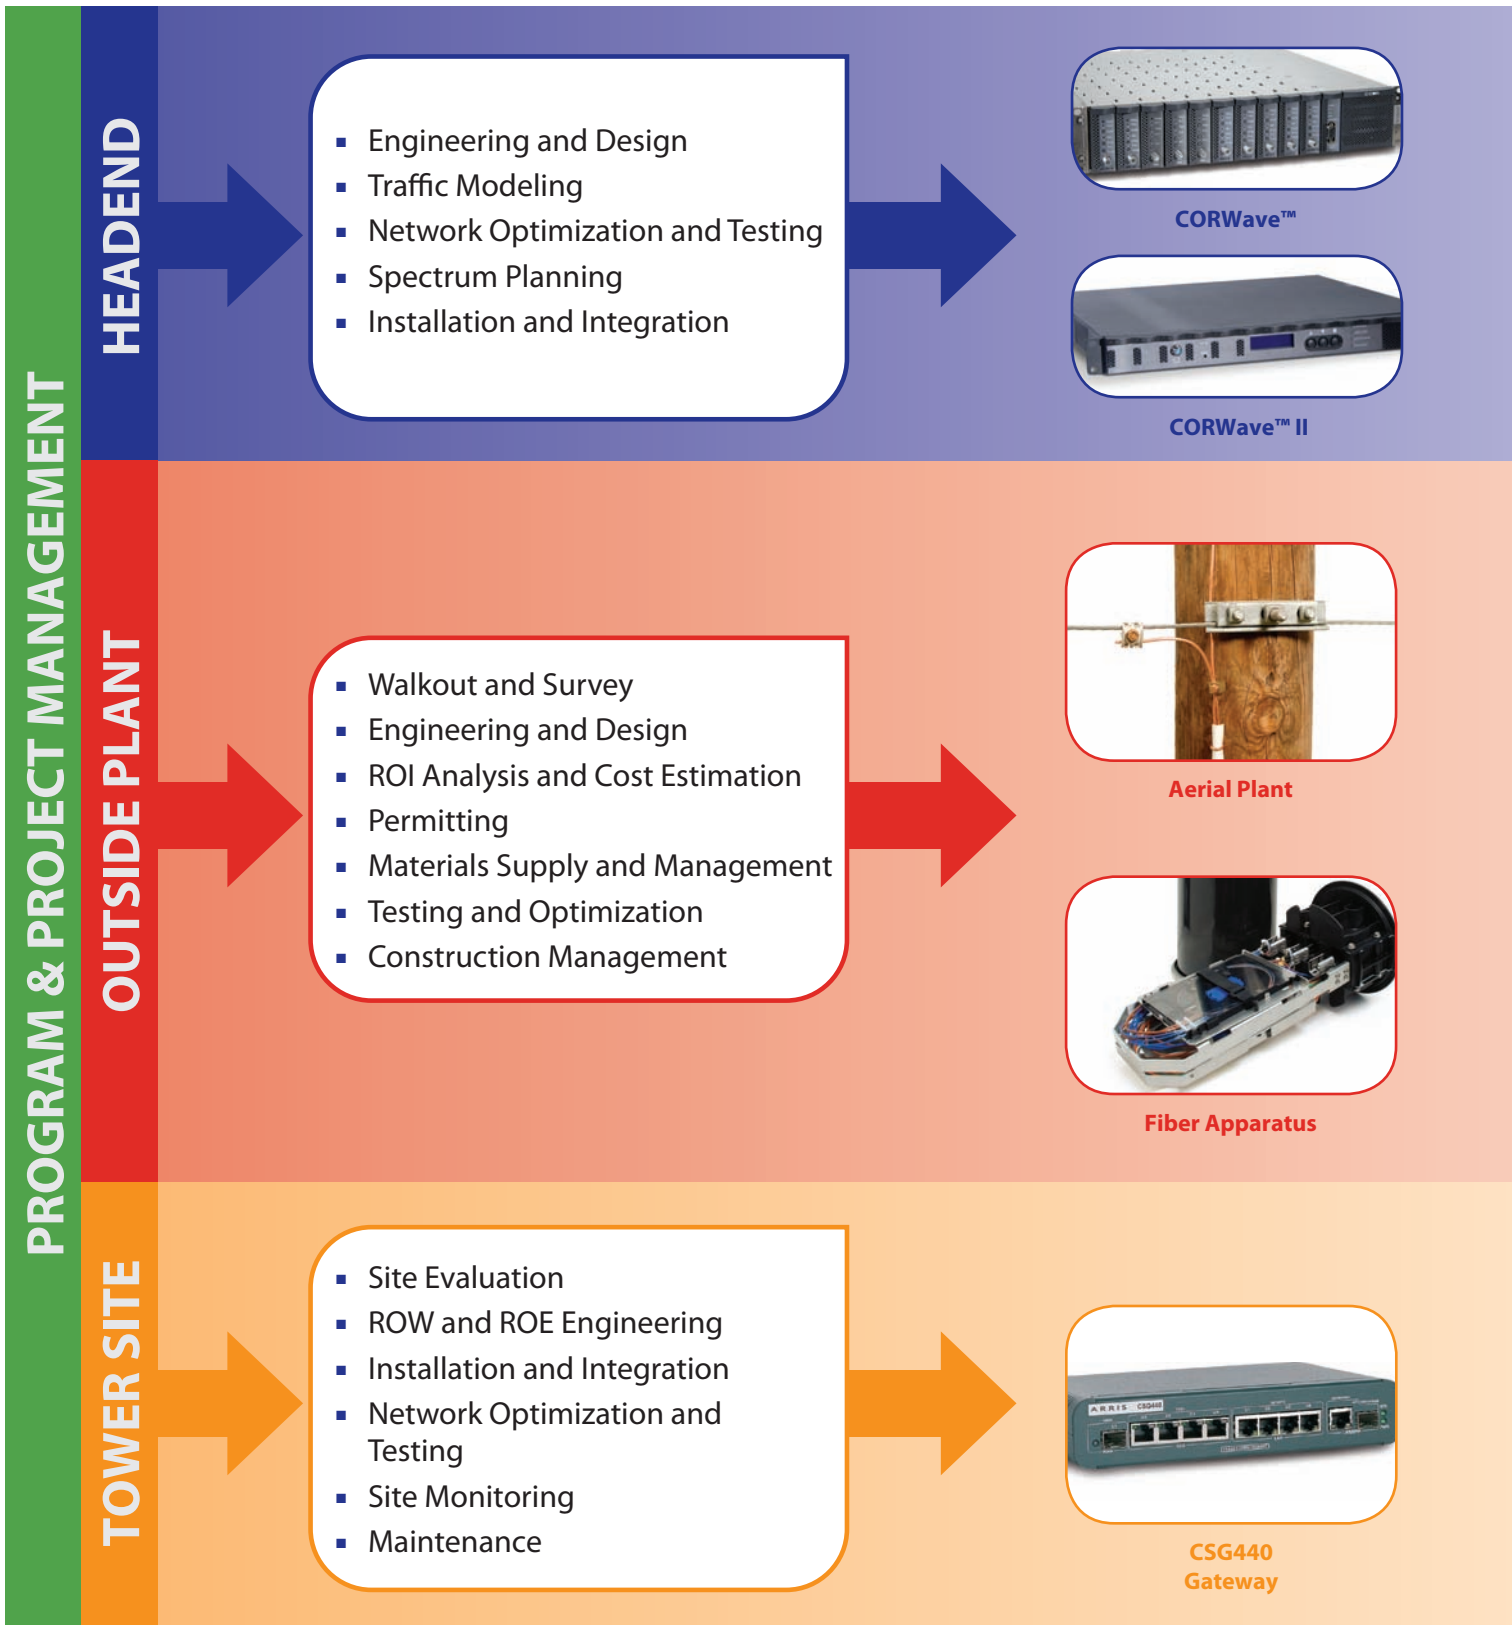 PROGRAM & PROJECT MANAGEMENT
HEADEND
Engineering and Design
Traffic Modeling
Network Optimization and Testing
Spectrum Planning
Installation and Integration
CORWave™
CORWave™ II
OUTSIDE PLANT
Walkout and Survey
Engineering and Design
ROI Analysis and Cost Estimation
Permitting
Materials Supply and Management
Testing and Optimization
Construction Management
Aerial Plant
Fiber Apparatus
TOWER SITE
Site Evaluation
ROW and ROE Engineering
Installation and Integration
Network Optimization and
Testing
Site Monitoring
Maintenance
ARRIS CSG440
CSG440
Gateway